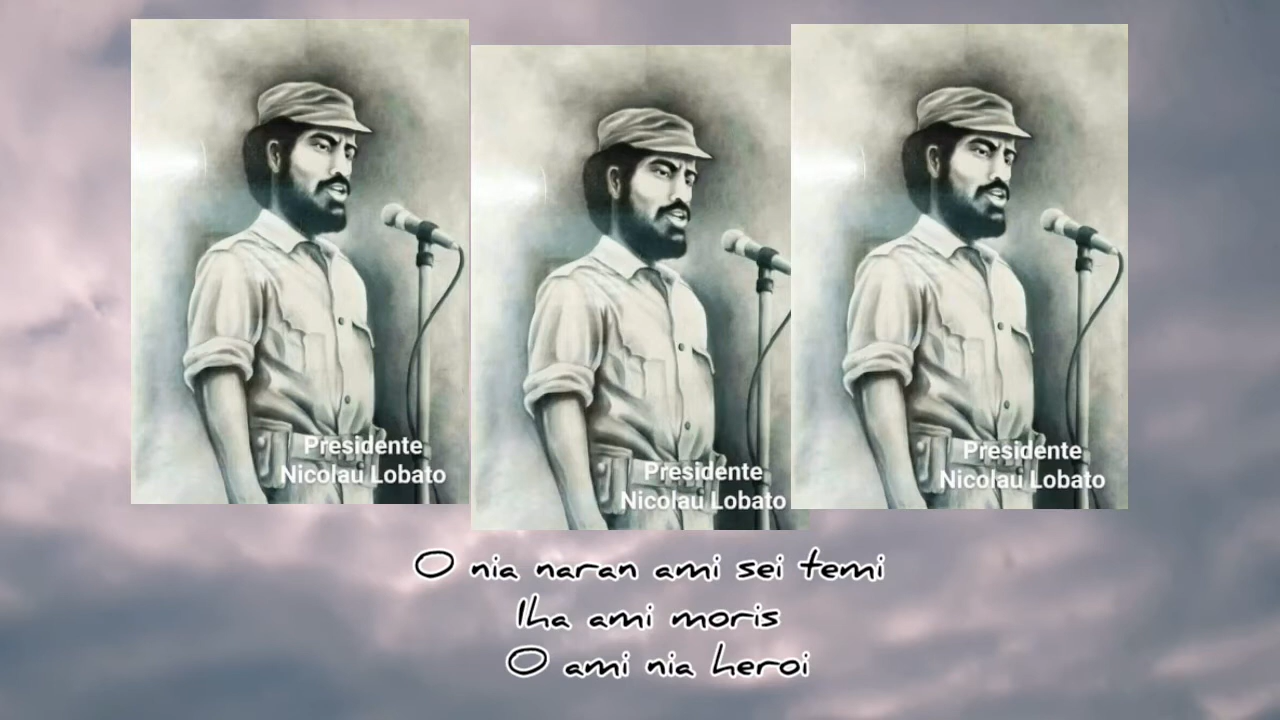 Presidente
Nicolau Lobato
Presidente
Nicolau Lobato
Presidente
Nicolau Lobato
O nia naran ami sei temi
Iha ami moris
O ami nia heroi